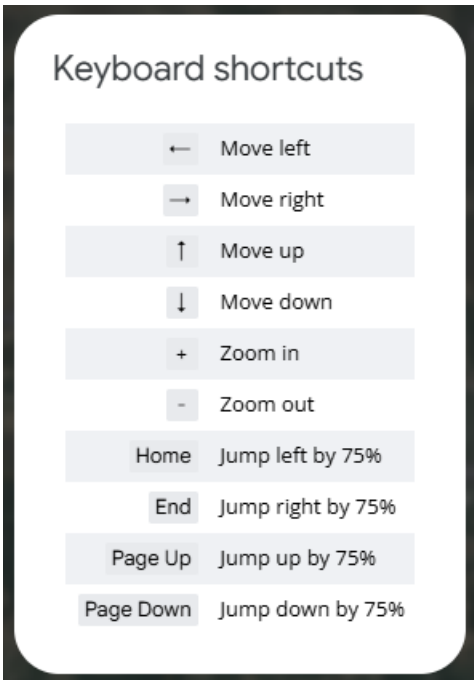 Keyboard shortcuts
← Move left
→ Move right
↑ Move up
↓ Move down
+ Zoom in
- Zoom out
Home Jump left by 75%
End Jump right by 75%
Page Up Jump up by 75%
Page Down Jump down by 75%